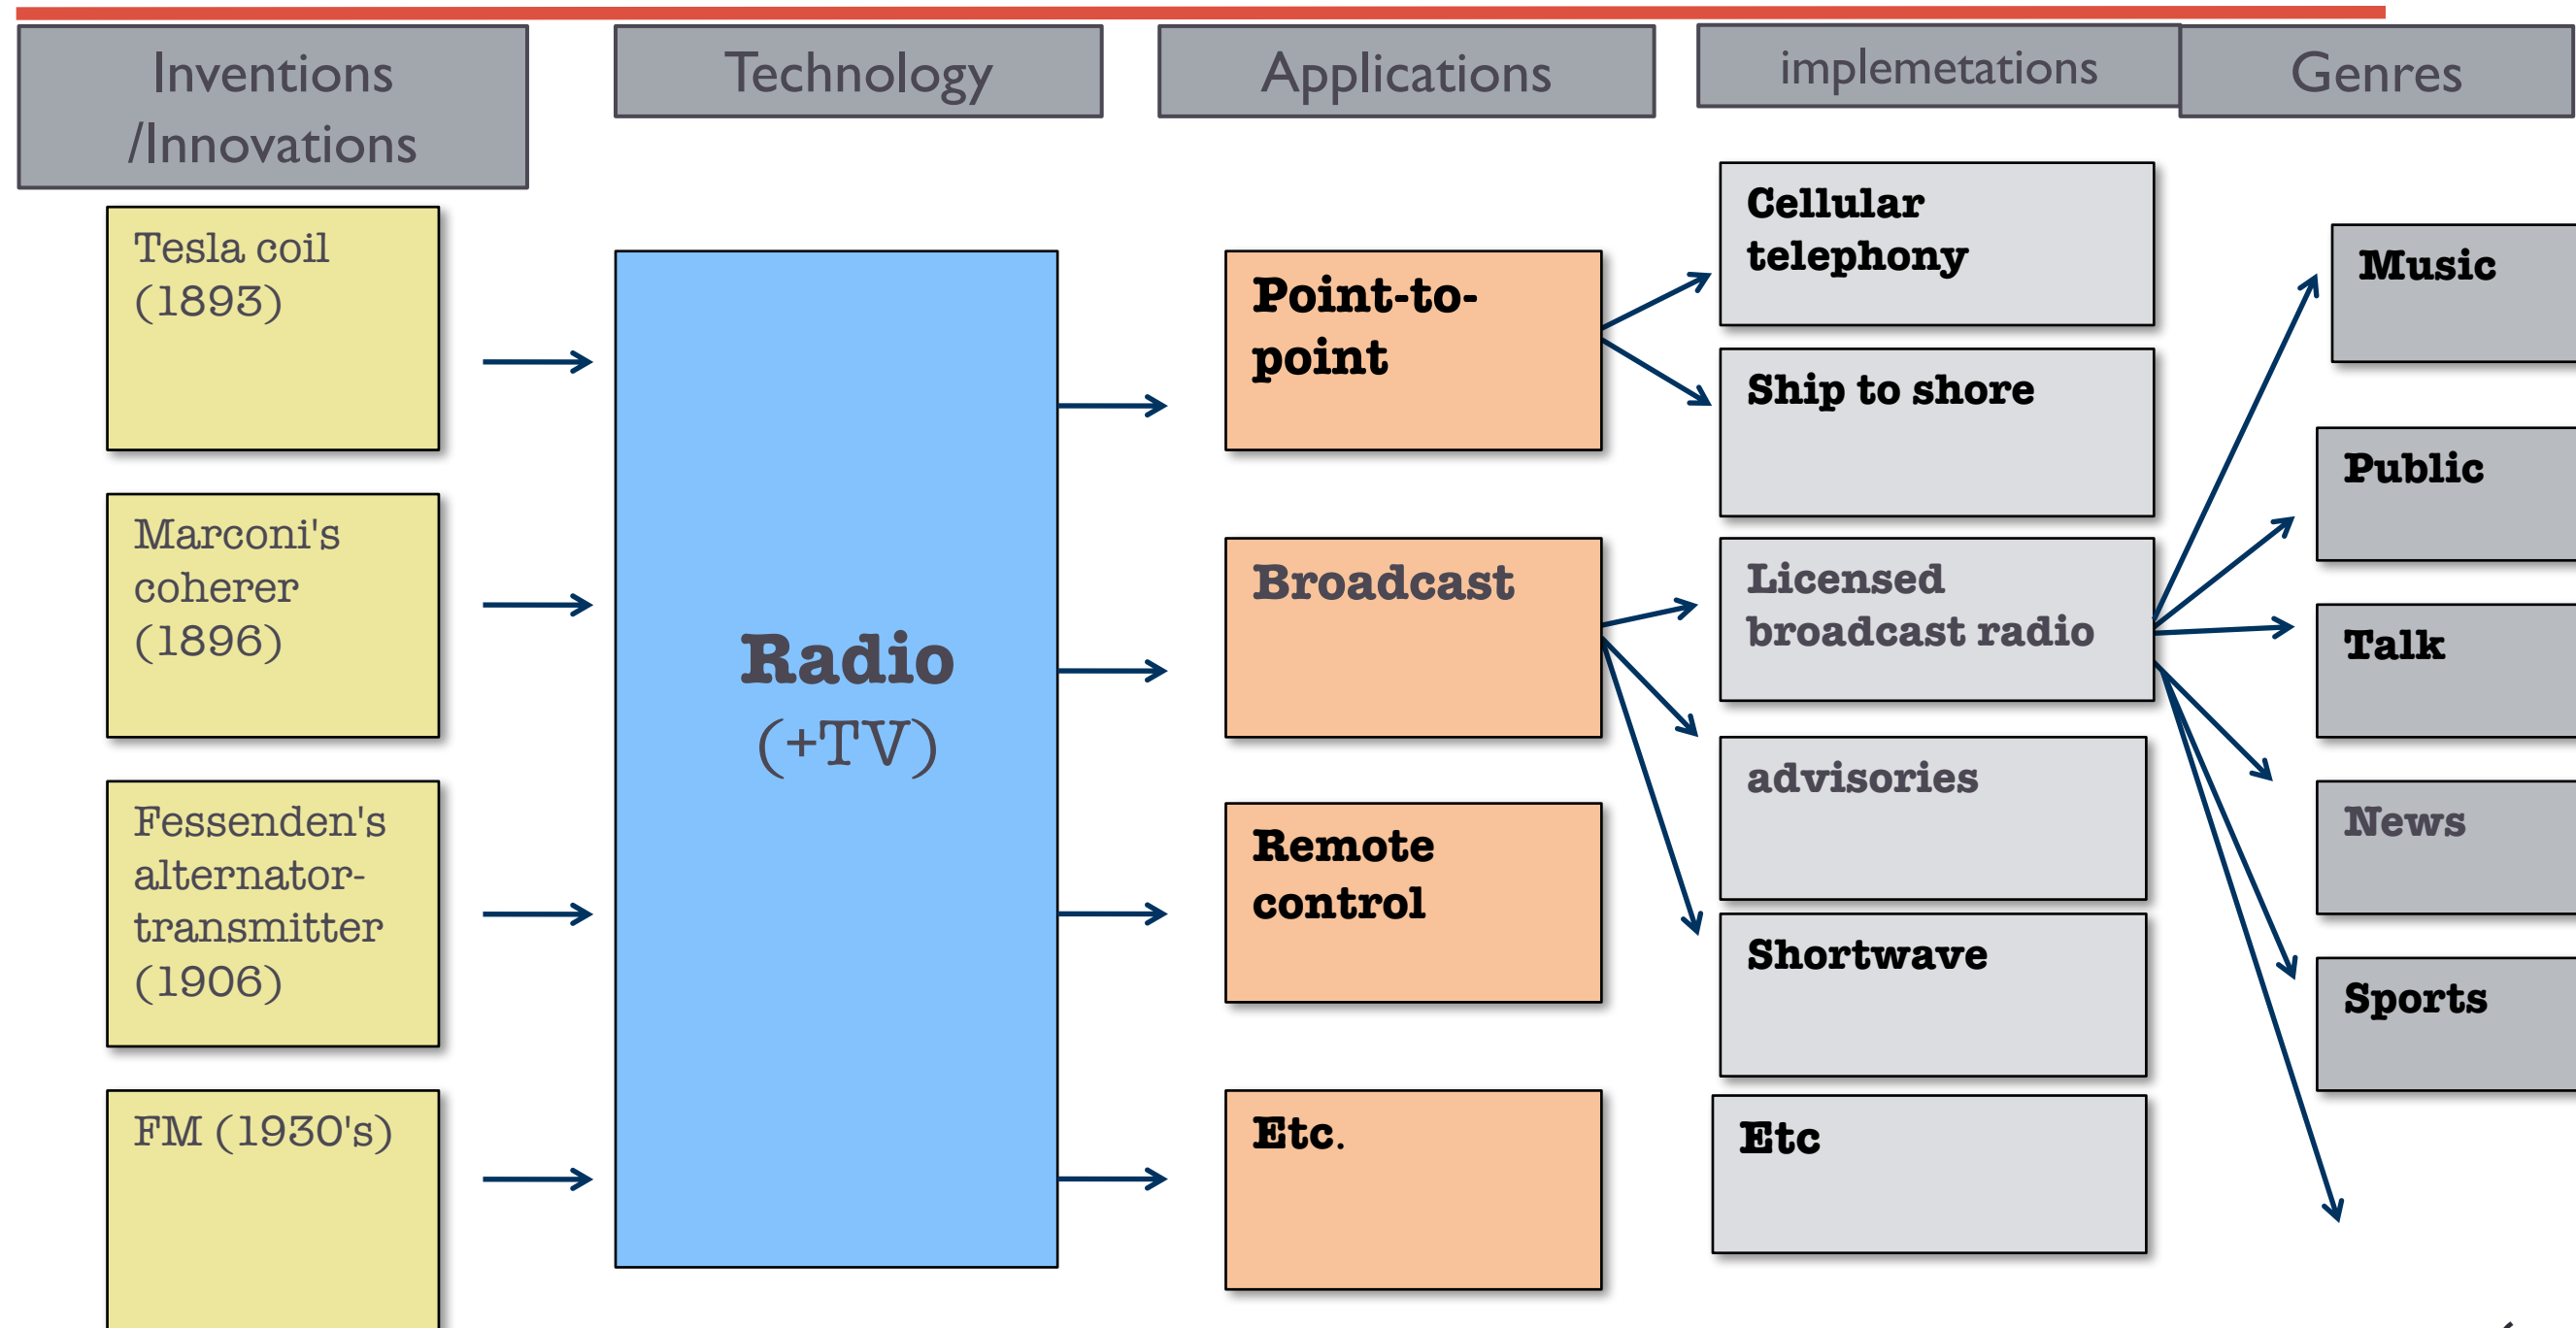 Inventions
/Innovations
Technology
Applications
implemetations
Genres
Tesla coil
(1893)
Marconi's
coherer
(1896)
Fessenden's
alternator-
transmitter
(1906)
FM (1930's)
Radio
(+TV)
Point-to-
point
Broadcast
Remote
control
Etc.
Cellular
telephony
Ship to shore
Licensed
broadcast radio
advisories
Shortwave
Etc
Music
Public
Talk
News
Sports